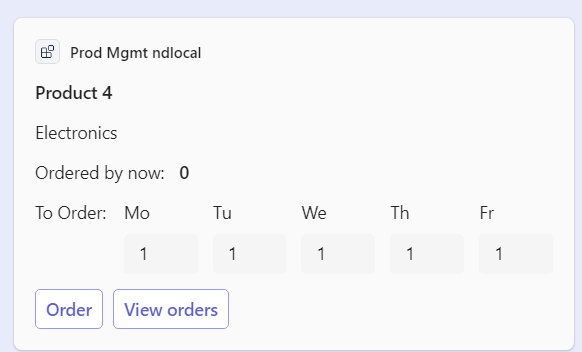 Prod Mgmt ndlocal
Product 4
Electronics
Ordered by now: 0
To Order: Mo Tu We Th Fr
1 1 1 1 1
Order View orders